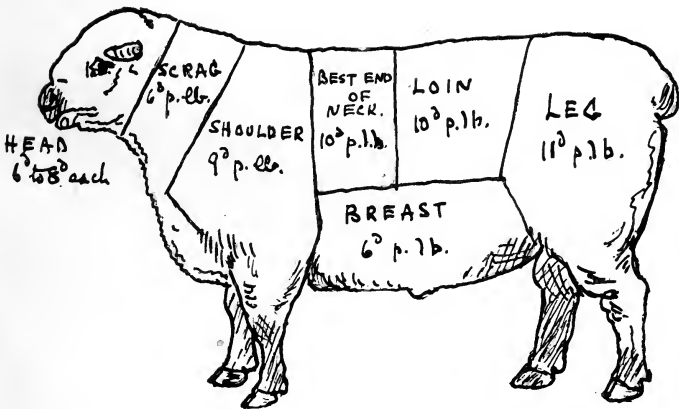 HEAD
6ᵈ to 8ᵈ each
SCRAG
6ᵈ p. lb.
SHOULDER
9ᵈ p. lb.
BEST END
OF
NECK.
10ᵈ p. lb.
LOIN
10ᵈ p. lb.
LEG
11ᵈ p. lb.
BREAST
6ᵈ p. lb.